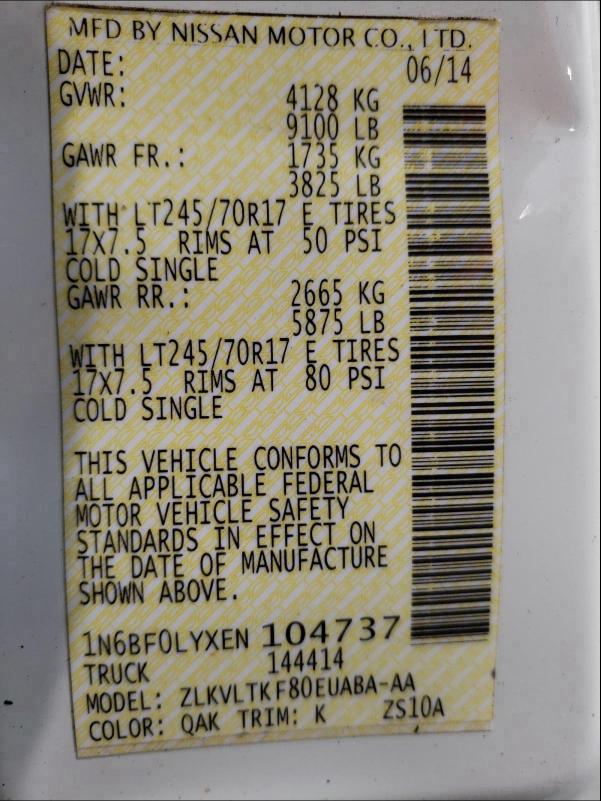 MFD BY NISSAN MOTOR CO., LTD.
DATE: 06/14
GVWR: 4128 KG
9100 LB
GAWR FR.: 1735 KG
3825 LB
WITH LT245/70R17 E TIRES
17X7.5 RIMS AT 50 PSI
COLD SINGLE
GAWR RR.: 2665 KG
5875 LB
WITH LT245/70R17 E TIRES
17X7.5 RIMS AT 80 PSI
COLD SINGLE
THIS VEHICLE CONFORMS TO
ALL APPLICABLE FEDERAL
MOTOR VEHICLE SAFETY
STANDARDS IN EFFECT ON
THE DATE OF MANUFACTURE
SHOWN ABOVE.
1N6BF0LYXEN 104737
TRUCK 144414
MODEL: ZLKVLTKF80EUABA-AA
COLOR: QAK TRIM: K ZS10A